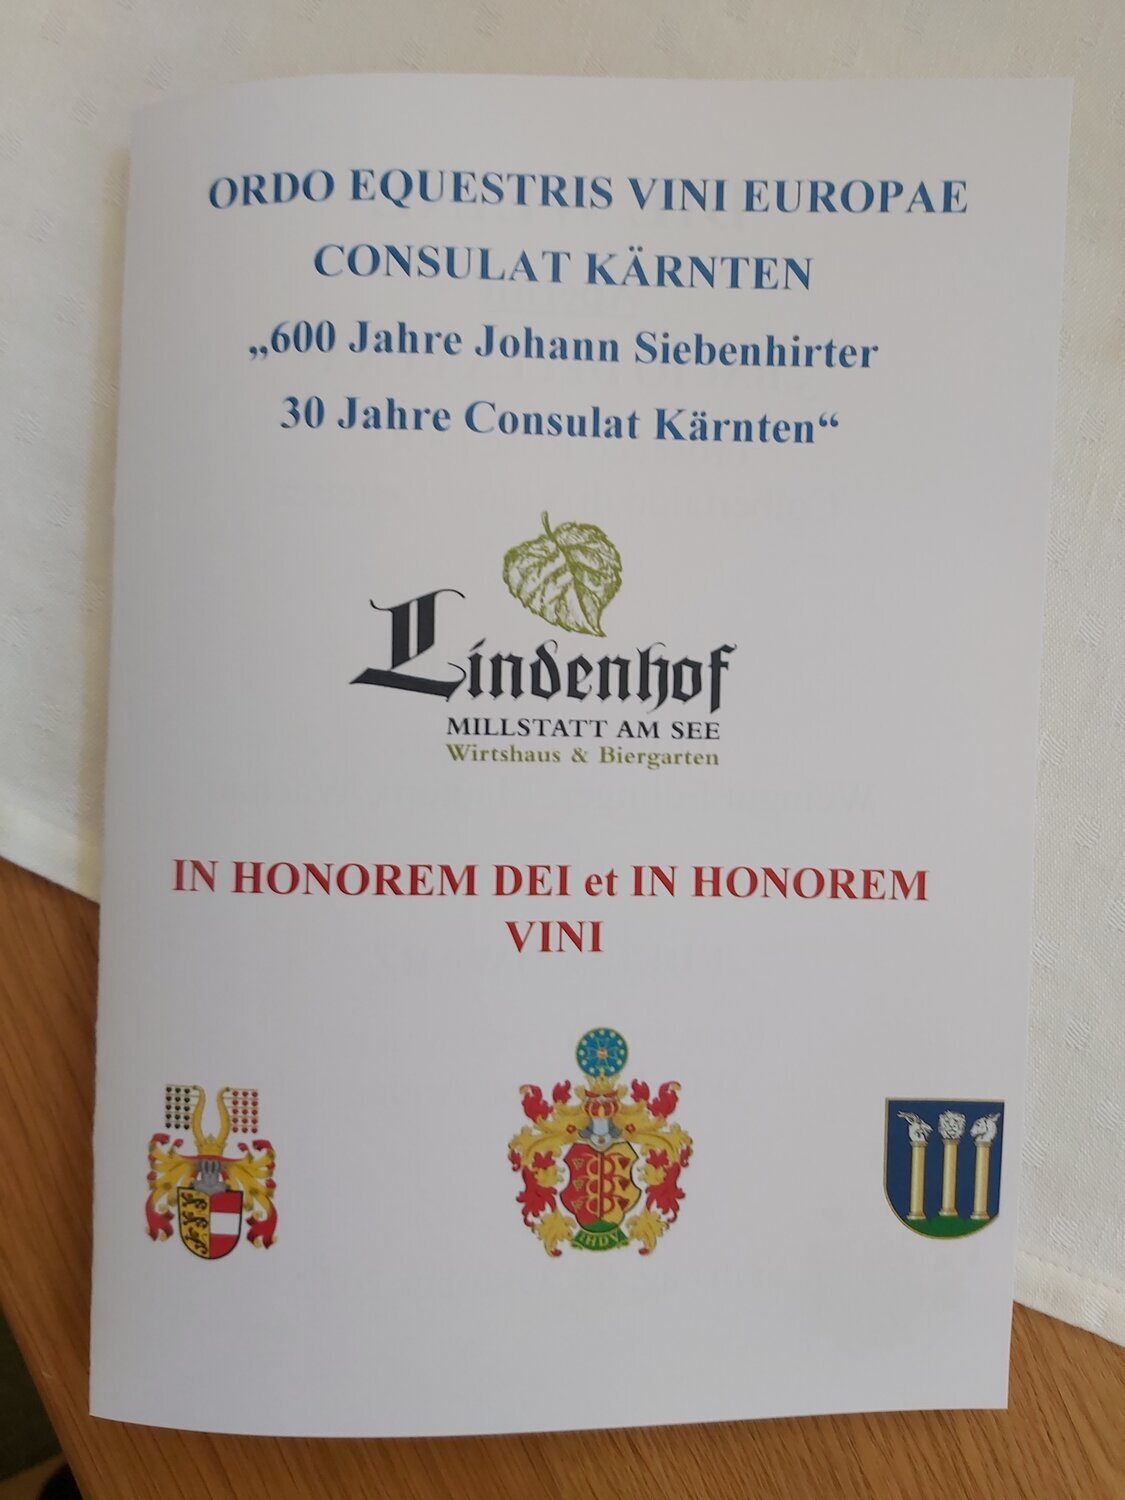 ORDO EQUESTRIS VINI EUROPAE
CONSULAT KÄRNTEN
„600 Jahre Johann Siebenhirter
30 Jahre Consulat Kärnten“
Lindenhof
MILLSTATT AM SEE
Wirtshaus & Biergarten
IN HONOREM DEI et IN HONOREM
VINI
IHDV